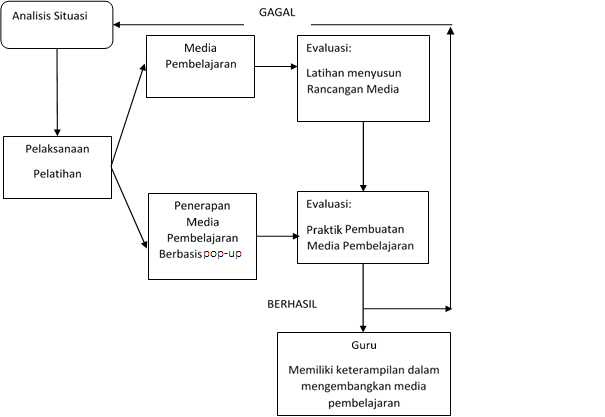 GAGAL
Analisis Situasi
Media
Pembelajaran
Evaluasi:
Latihan menyusun
Rancangan Media
Pelaksanaan
Pelatihan
Penerapan
Media
Pembelajaran
Berbasis pop-up
Evaluasi:
Praktik Pembuatan
Media Pembelajaran
BERHASIL
Guru
Memiliki keterampilan dalam
mengembangkan media
pembelajaran